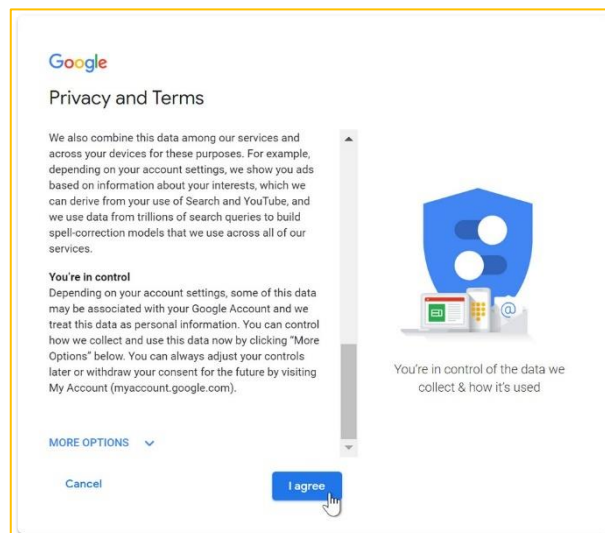 Google
Privacy and Terms
We also combine this data among our services and
across your devices for these purposes. For example,
depending on your account settings, we show you ads
based on information about your interests, which we
can derive from your use of Search and YouTube, and
we use data from trillions of search queries to build
spell-correction models that we use across all of our
services.
You're in control
Depending on your account settings, some of this data
may be associated with your Google Account and we
treat this data as personal information. You can control
how we collect and use this data now by clicking "More
Options" below. You can always adjust your controls
later or withdraw your consent for the future by visiting
My Account (myaccount.google.com).
MORE OPTIONS
Cancel
I agree
@
You're in control of the data we
collect & how it's used